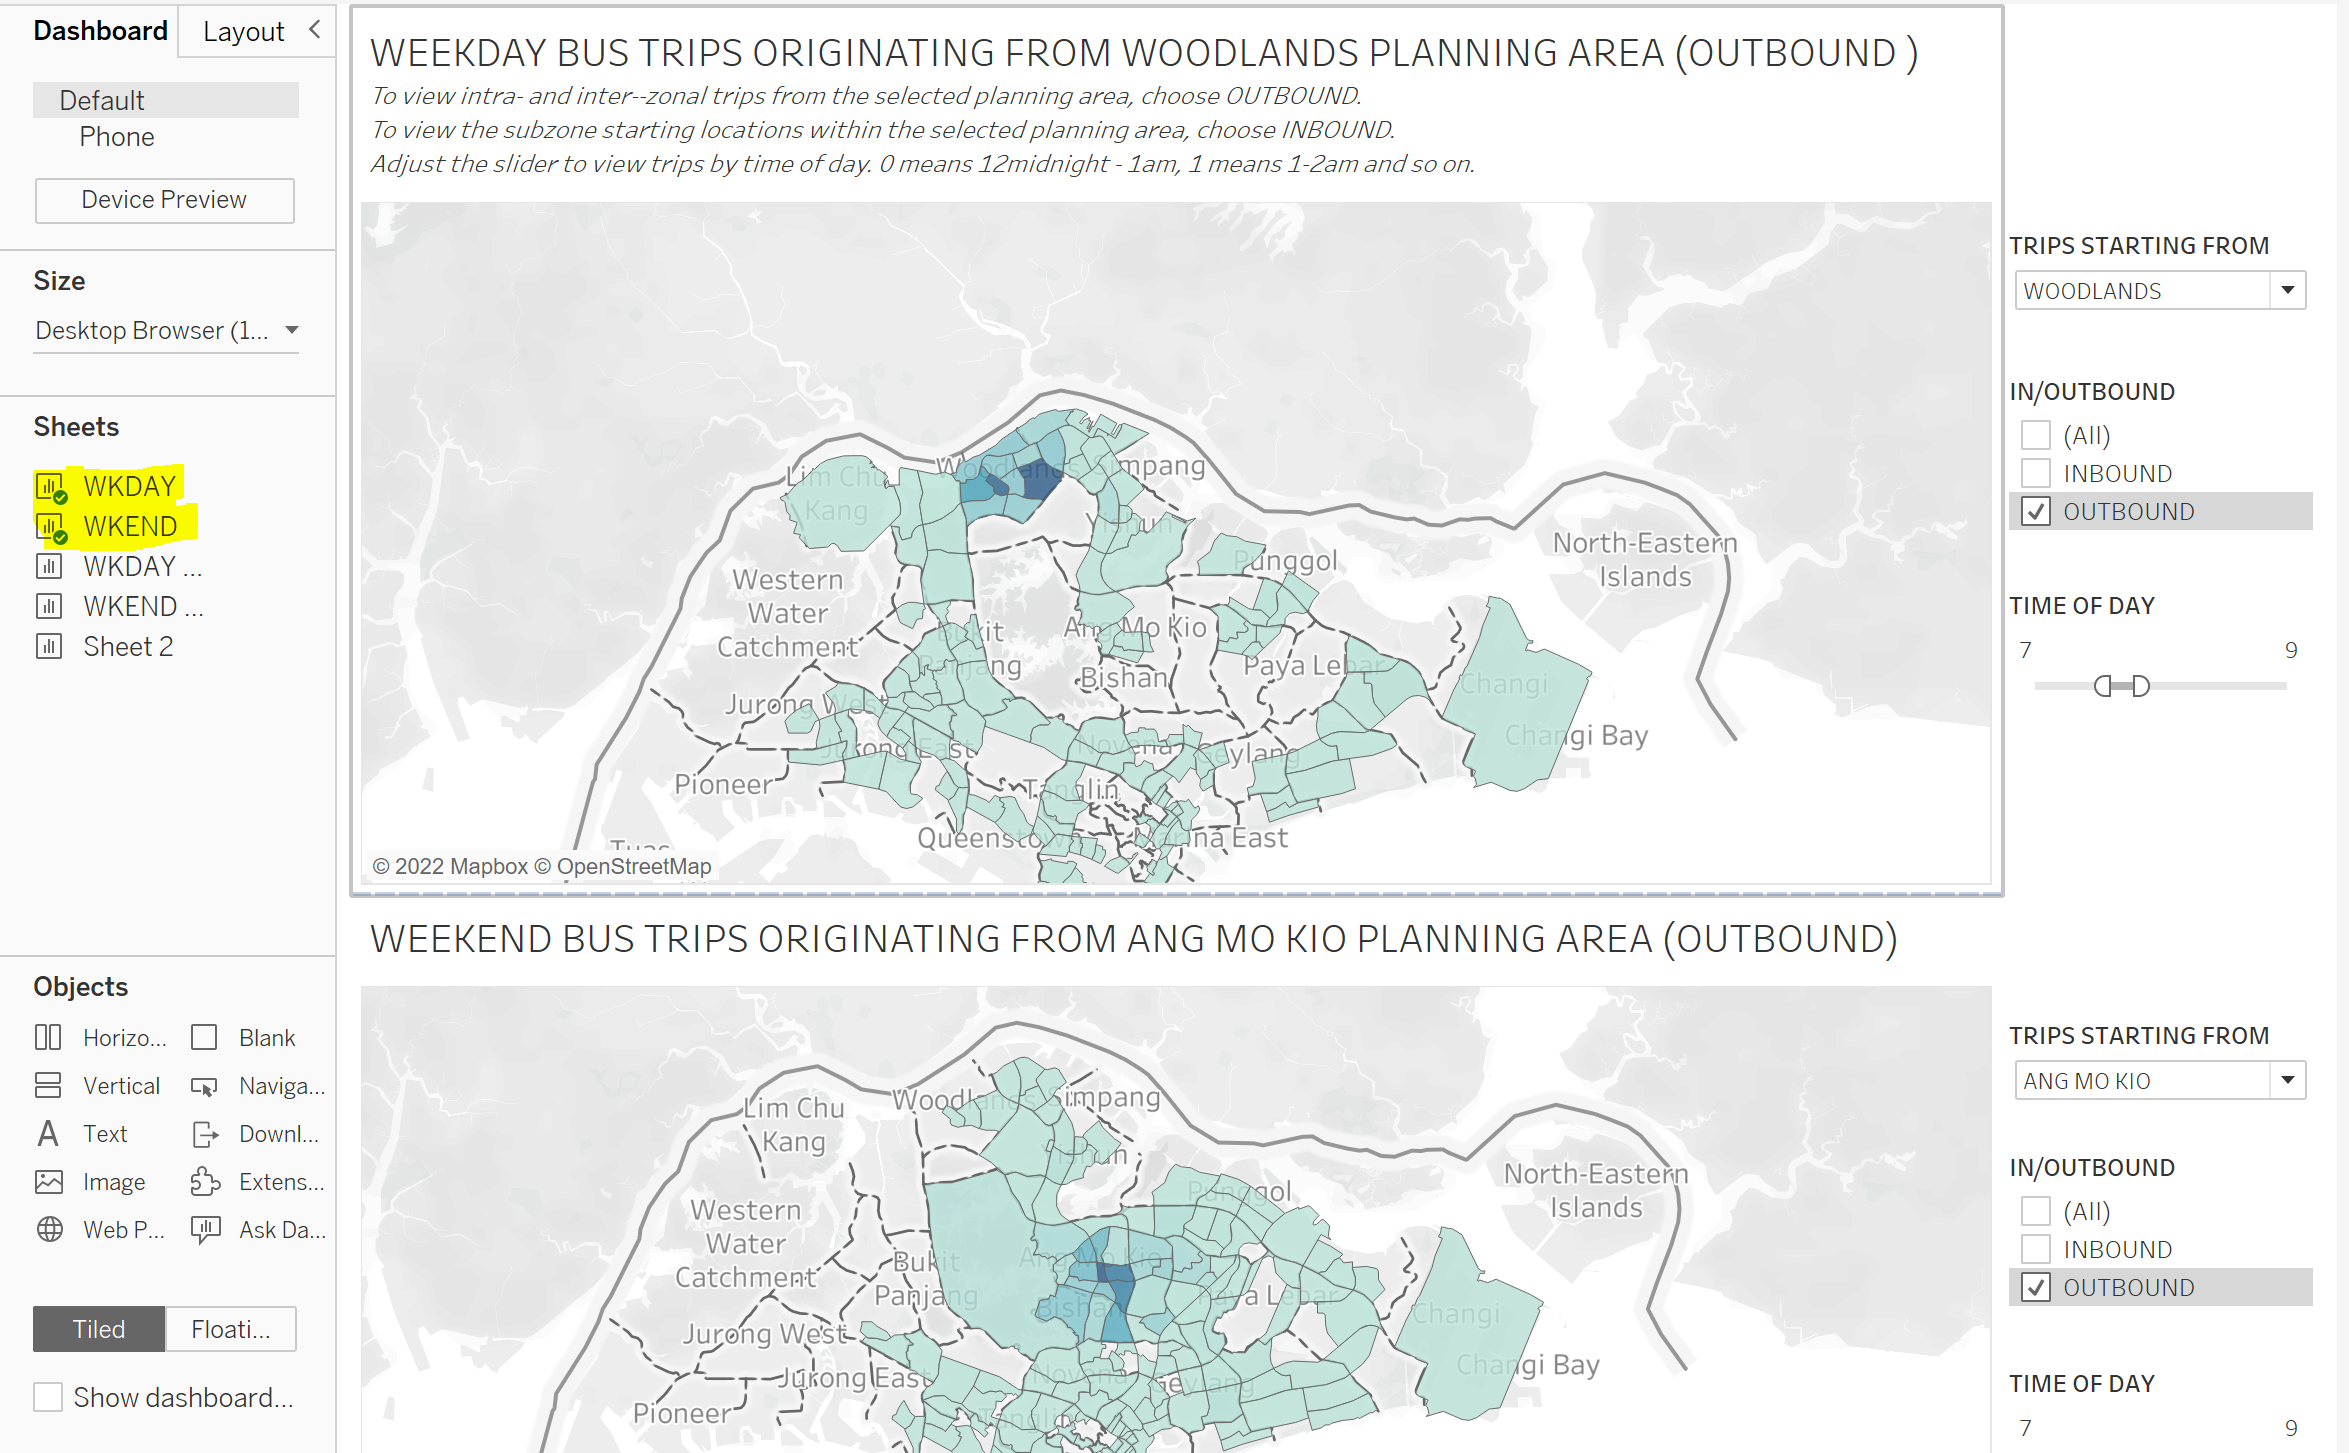 Dashboard
Layout
Default
Phone
Device Preview
Size
Desktop Browser (1...
Sheets
WKDAY
WKEND
WKDAY ...
WKEND ...
Sheet 2
Objects
Horizo...
Blank
Vertical
Naviga...
Text
Downl...
Image
Extens...
Web P...
Ask Da...
Tiled
Floati...
Show dashboard...
WEEKDAY BUS TRIPS ORIGINATING FROM WOODLANDS PLANNING AREA (OUTBOUND )
To view intra- and inter--zonal trips from the selected planning area, choose OUTBOUND.
To view the subzone starting locations within the selected planning area, choose INBOUND.
Adjust the slider to view trips by time of day. 0 means 12midnight - 1am, 1 means 1-2am and so on.
Lim Chu
Kang
Woodlands
Simpang
Yishun
Punggol
North-Eastern
Islands
Western
Water
Catchment
Bukit
Panjang
Ang Mo Kio
Bishan
Paya Lebar
Changi
Jurong West
Jurong East
Novena
Geylang
Changi Bay
Pioneer
Tanglin
Queenstown
Marina East
Tuas
© 2022 Mapbox © OpenStreetMap
TRIPS STARTING FROM
WOODLANDS
IN/OUTBOUND
(All)
INBOUND
OUTBOUND
TIME OF DAY
7
9
WEEKEND BUS TRIPS ORIGINATING FROM ANG MO KIO PLANNING AREA (OUTBOUND)
Lim Chu
Kang
Woodlands
Simpang
Yishun
Punggol
North-Eastern
Islands
Western
Water
Catchment
Bukit
Panjang
Ang Mo Kio
Bishan
Paya Lebar
Changi
Jurong West
Jurong East
Novena
Geylang
Changi Bay
Pioneer
Tanglin
TRIPS STARTING FROM
ANG MO KIO
IN/OUTBOUND
(All)
INBOUND
OUTBOUND
TIME OF DAY
7
9